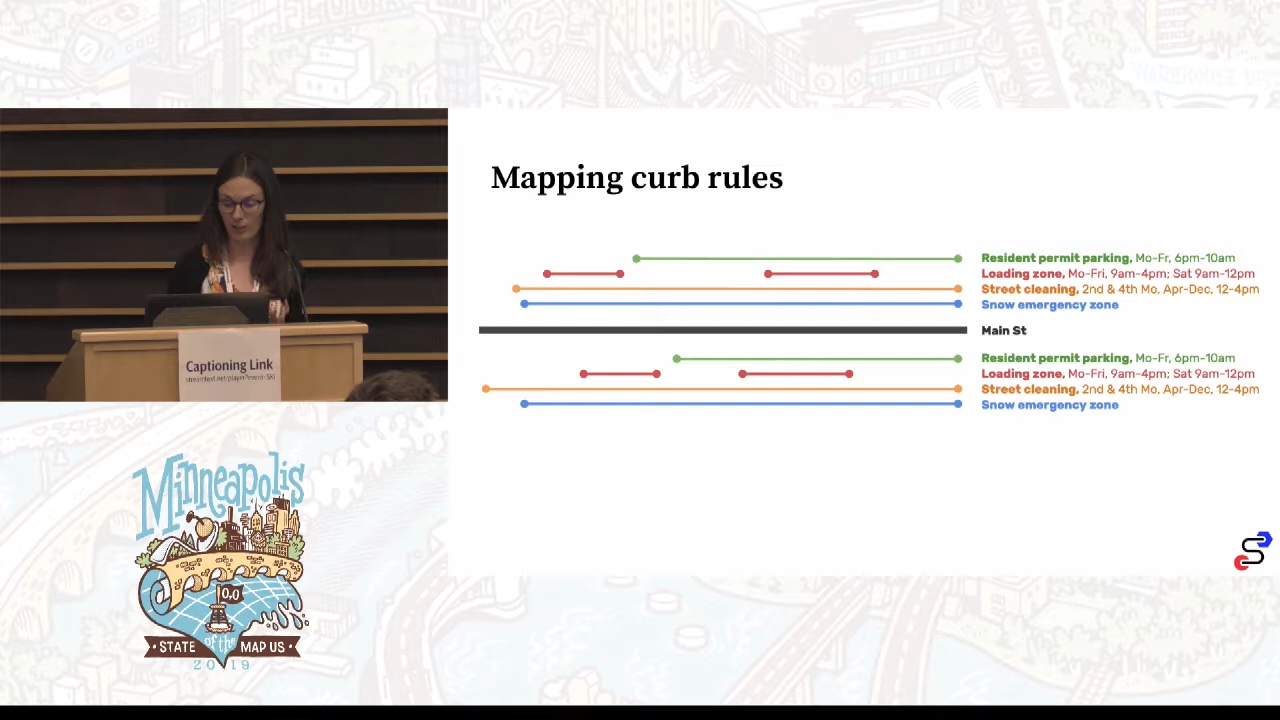 Mapping curb rules
Resident permit parking, Mo-Fr, 6pm-10am
Loading zone, Mo-Fri, 9am-4pm; Sat 9am-12pm
Street cleaning, 2nd & 4th Mo, Apr-Dec, 12-4pm
Snow emergency zone
Main St
Resident permit parking, Mo-Fr, 6pm-10am
Loading zone, Mo-Fri, 9am-4pm; Sat 9am-12pm
Street cleaning, 2nd & 4th Mo, Apr-Dec, 12-4pm
Snow emergency zone
Captioning Link
Minneapolis
0,0
STATE of the MAP US
2019